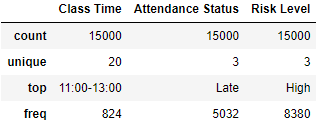 Class Time Attendance Status Risk Level
count 15000 15000 15000
unique 20 3 3
top 11:00-13:00 Late High
freq 824 5032 8380